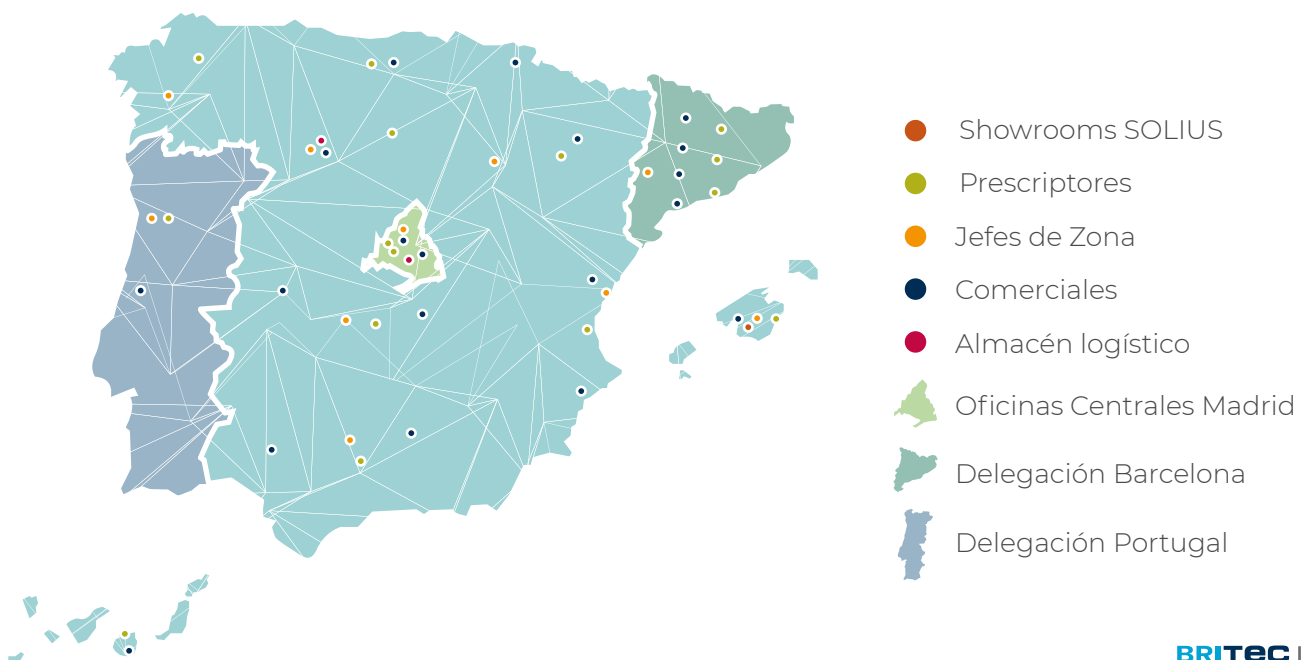 Showrooms SOLIUS
Prescriptores
Jefes de Zona
Comerciales
Almacén logístico
Oficinas Centrales Madrid
Delegación Barcelona
Delegación Portugal
BRITEC |